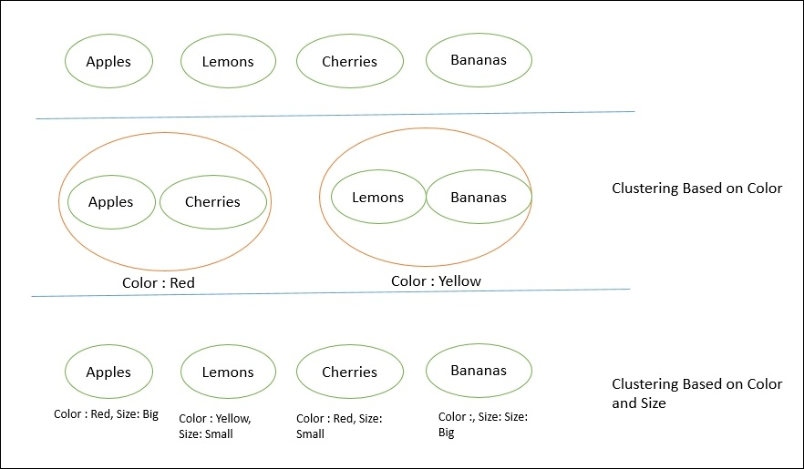 Apples
Lemons
Cherries
Bananas
Apples
Cherries
Lemons
Bananas
Clustering Based on Color
Color : Red
Color : Yellow
Apples
Lemons
Cherries
Bananas
Clustering Based on Color
and Size
Color : Red, Size: Big
Color : Yellow,
Size: Small
Color : Red, Size:
Small
Color :, Size: Size:
Big